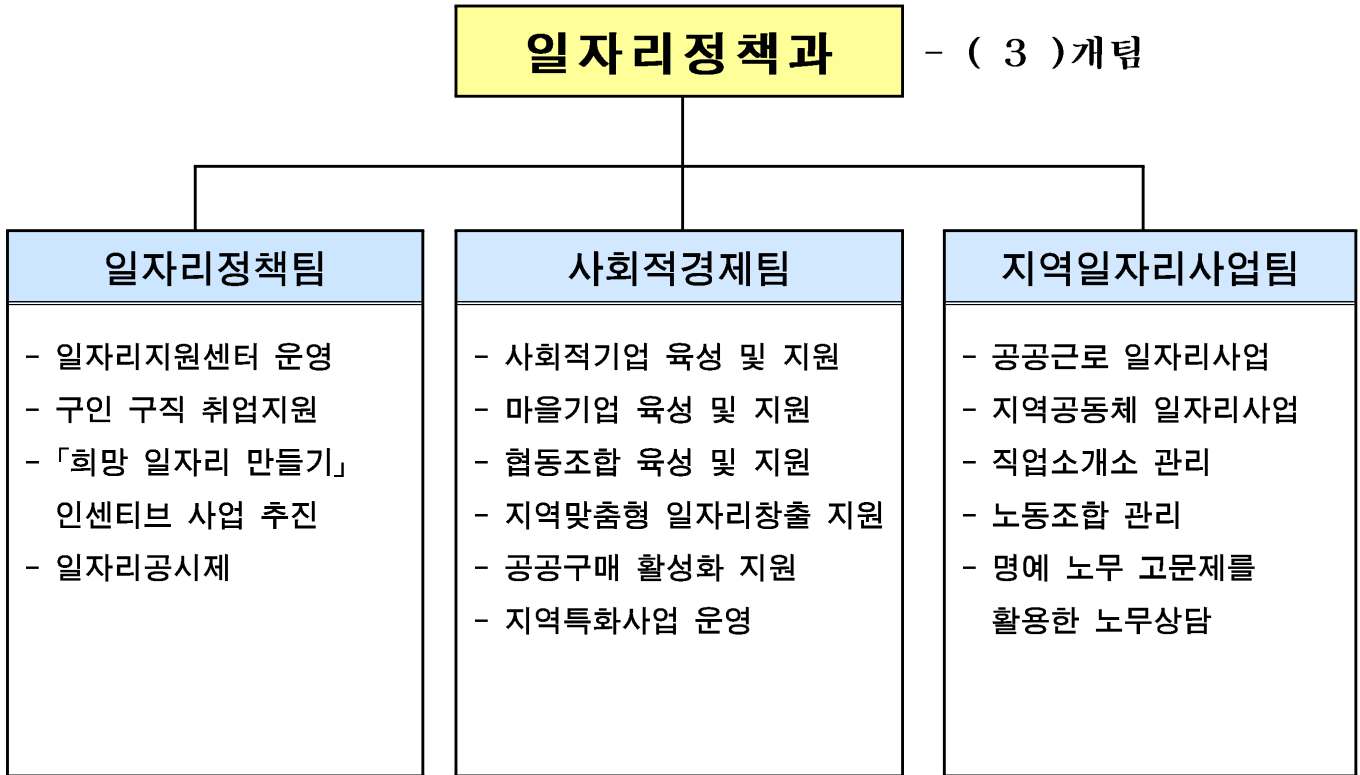 일자리정책과
- ( 3 )개팀
일자리정책팀
- 일자리지원센터 운영
- 구인 구직 취업지원
-「희망 일자리 만들기」
인센티브 사업 추진
- 일자리공시제
사회적경제팀
- 사회적기업 육성 및 지원
- 마을기업 육성 및 지원
- 협동조합 육성 및 지원
- 지역맞춤형 일자리창출 지원
- 공공구매 활성화 지원
- 지역특화사업 운영
지역일자리사업팀
- 공공근로 일자리사업
- 지역공동체 일자리사업
- 직업소개소 관리
- 노동조합 관리
- 명예 노무 고문제를
활용한 노무상담